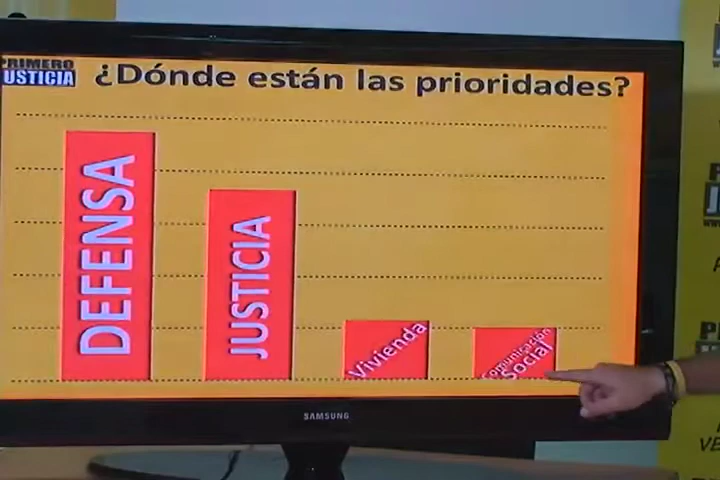 PRIMERO
JUSTICIA
¿Dónde están las prioridades?
DEFENSA
JUSTICIA
Vivienda
Comunicación
Social
SAMSUNG